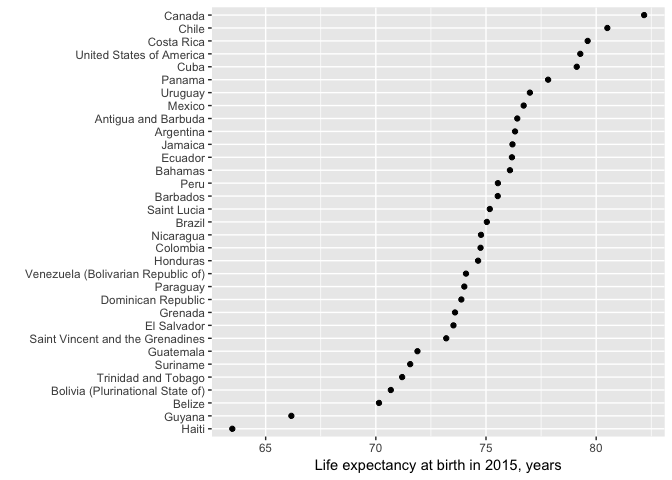 Canada
Chile
Costa Rica
United States of America
Cuba
Panama
Uruguay
Mexico
Antigua and Barbuda
Argentina
Jamaica
Ecuador
Bahamas
Peru
Barbados
Saint Lucia
Brazil
Nicaragua
Colombia
Honduras
Venezuela (Bolivarian Republic of)
Paraguay
Dominican Republic
Grenada
El Salvador
Saint Vincent and the Grenadines
Guatemala
Suriname
Trinidad and Tobago
Bolivia (Plurinational State of)
Belize
Guyana
Haiti
65 70 75 80
Life expectancy at birth in 2015, years